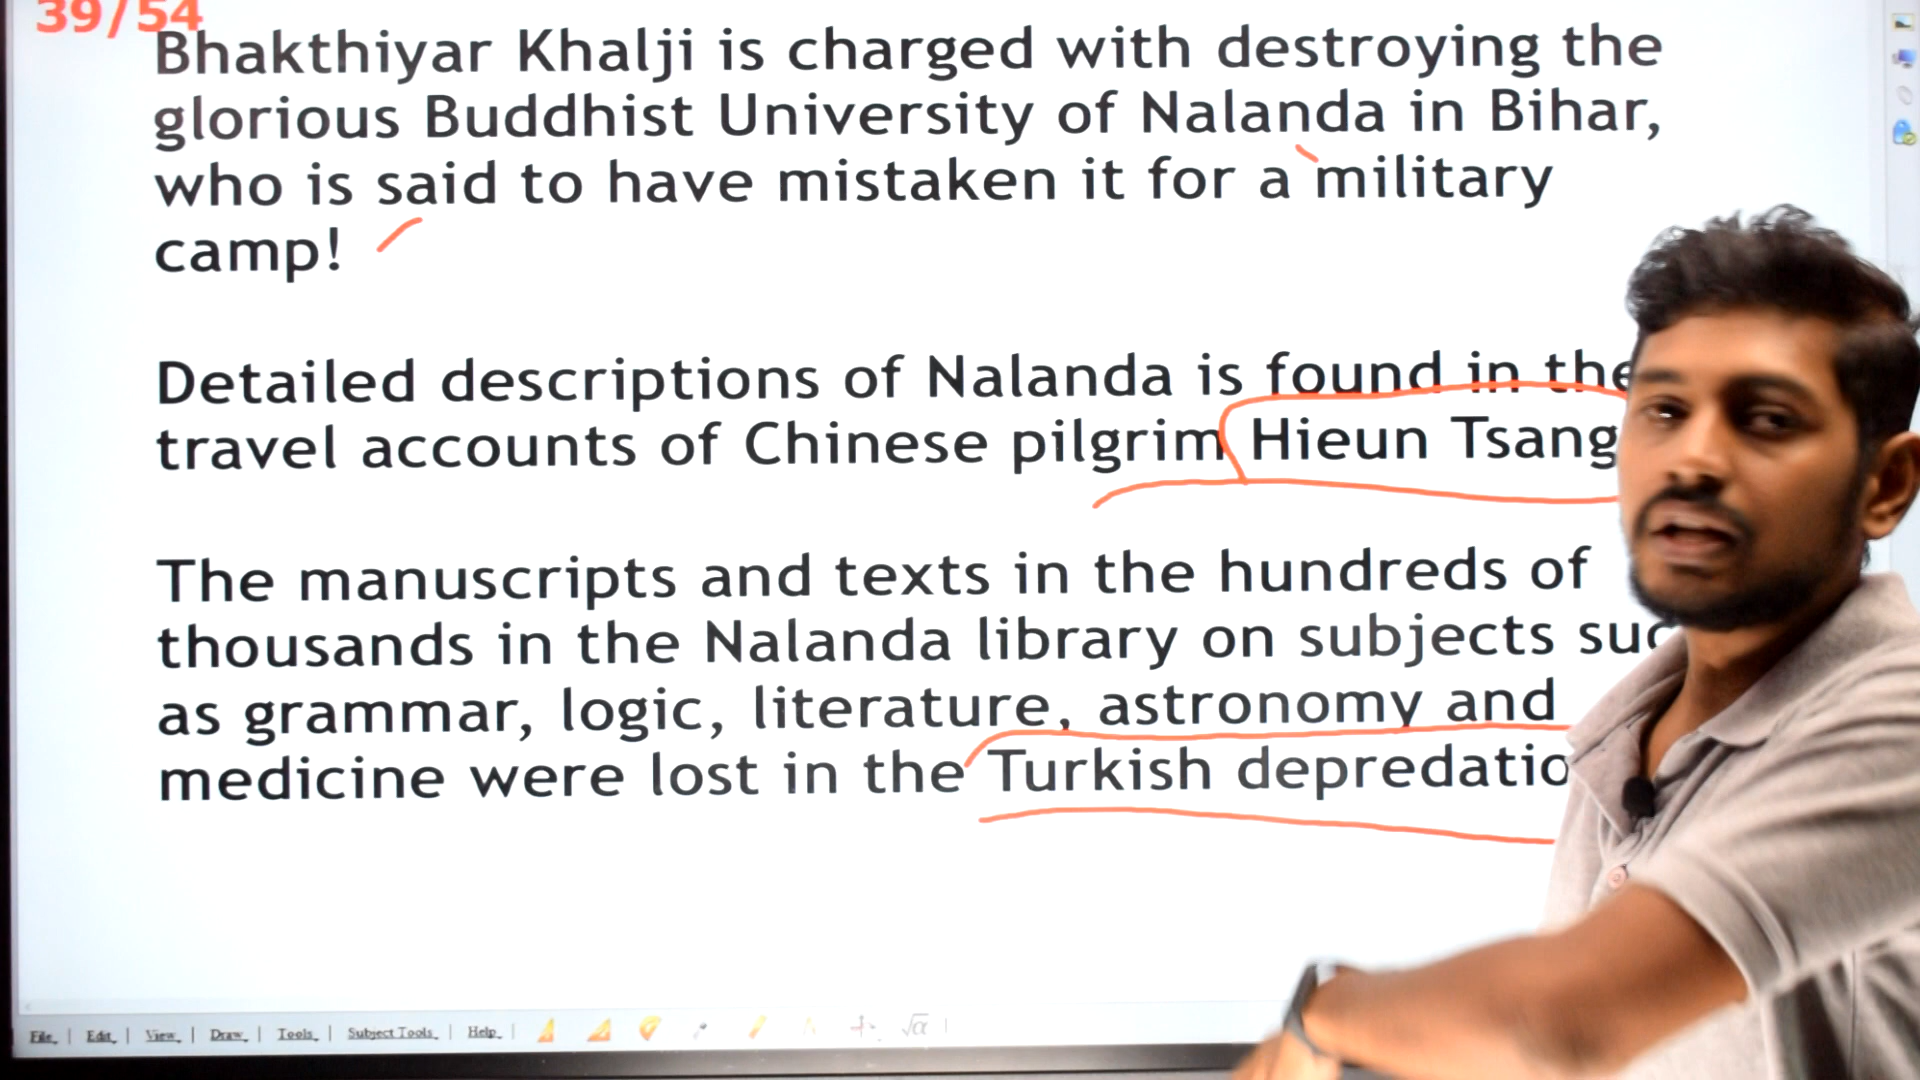 39/54
Bhakthiyar Khalji is charged with destroying the
glorious Buddhist University of Nalanda in Bihar,
who is said to have mistaken it for a military
camp!
Detailed descriptions of Nalanda is found in the
travel accounts of Chinese pilgrim Hieun Tsang
The manuscripts and texts in the hundreds of
thousands in the Nalanda library on subjects
as grammar, logic, literature, astronomy and
medicine were lost in the Turkish
File | Edit | View | Draw | Tools | Subject Tools | Help |